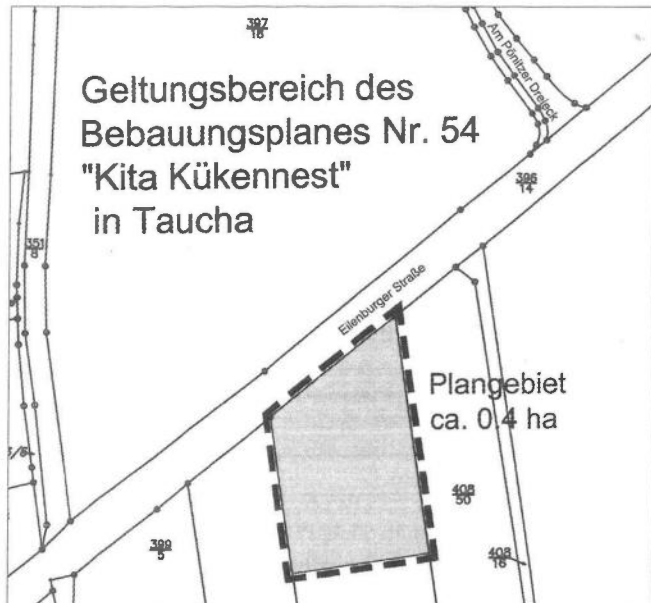 397
18
Am Pönitzer Dreieck
Geltungsbereich des
Bebauungsplanes Nr. 54
"Kita Kükennest"
in Taucha
396
14
351
8
Eilenburger Straße
Plangebiet
ca. 0.4 ha
408
50
399
5
408
16